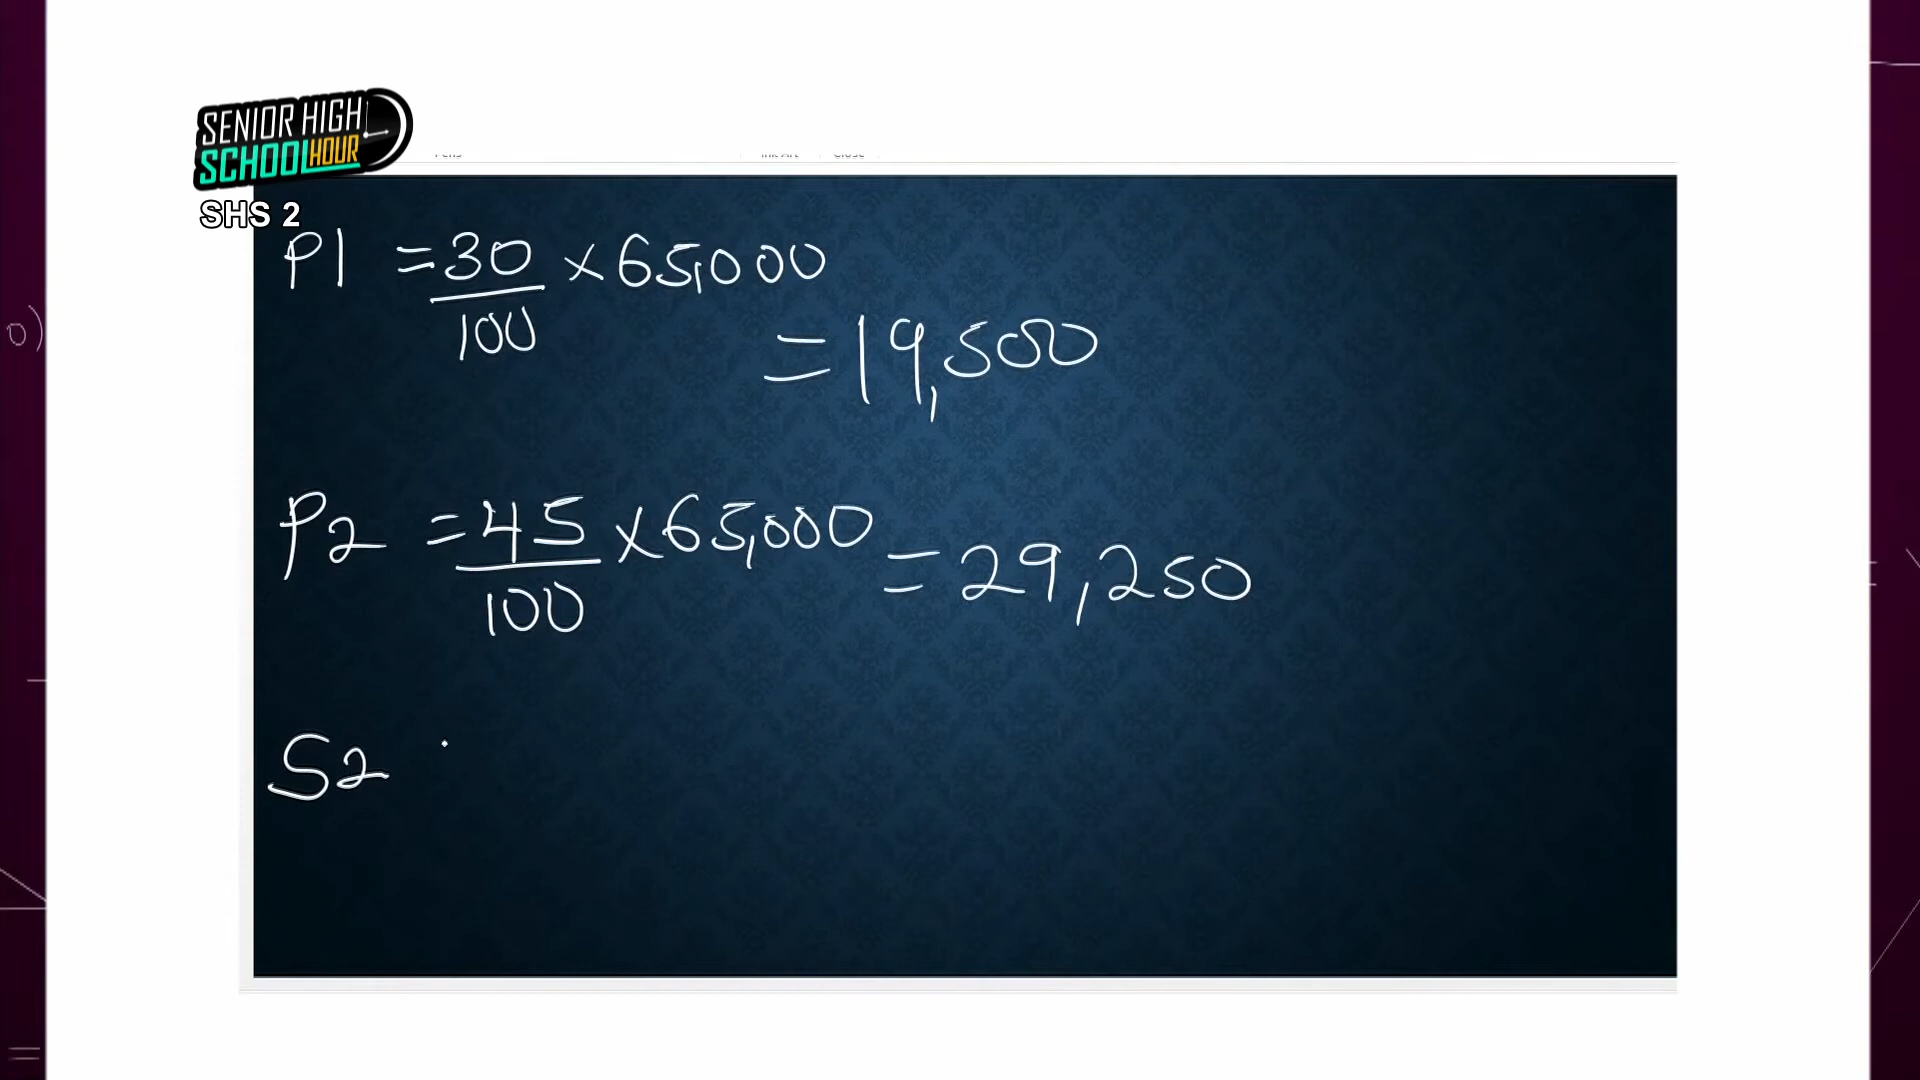 SENIOR HIGH
SCHOOL HOUR
SHS 2
P1 = 30/100 × 65,000
= 19,500
P2 = 45/100 × 65,000 = 29,250
S2